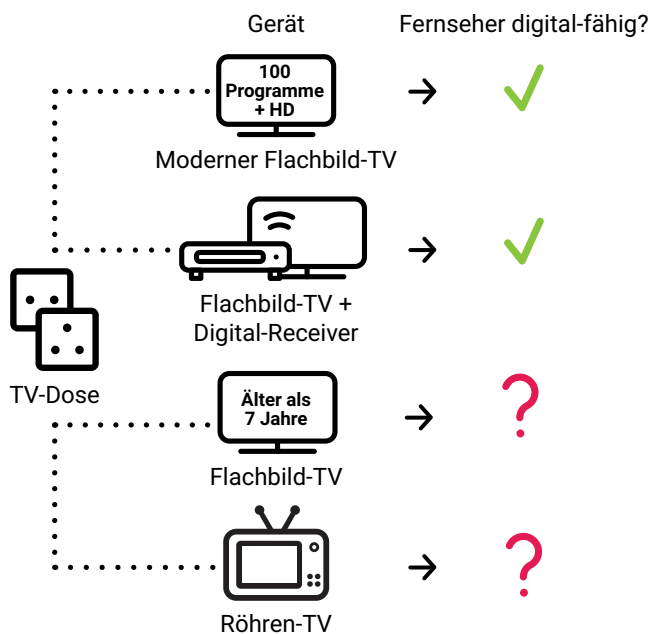 Gerät
Fernseher digital-fähig?
100
Programme
+ HD
Moderner Flachbild-TV
Flachbild-TV +
Digital-Receiver
TV-Dose
Älter als
7 Jahre
Flachbild-TV
Röhren-TV